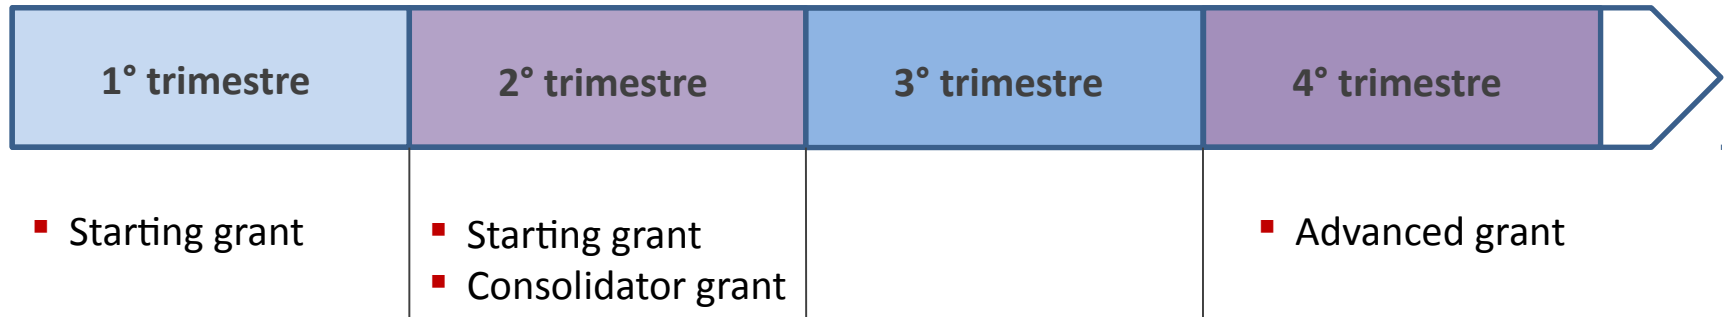 1° trimestre
2° trimestre
3° trimestre
4° trimestre
▪ Starting grant
▪ Starting grant
▪ Consolidator grant
▪ Advanced grant